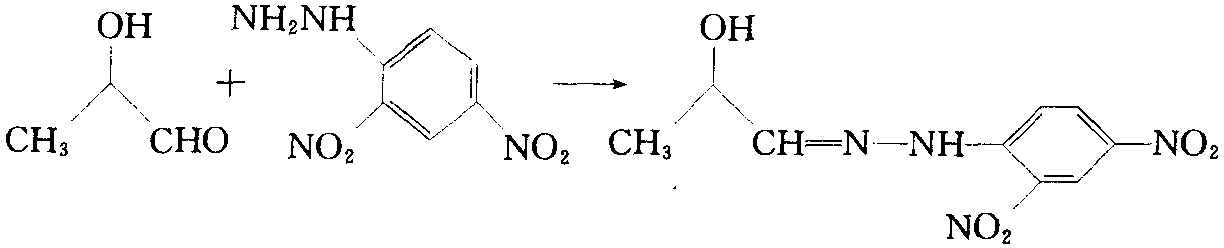 OH
NH₂NH
+
CH₃
CHO
NO₂
NO₂
OH
CH₃
CH=N—NH
NO₂
NO₂